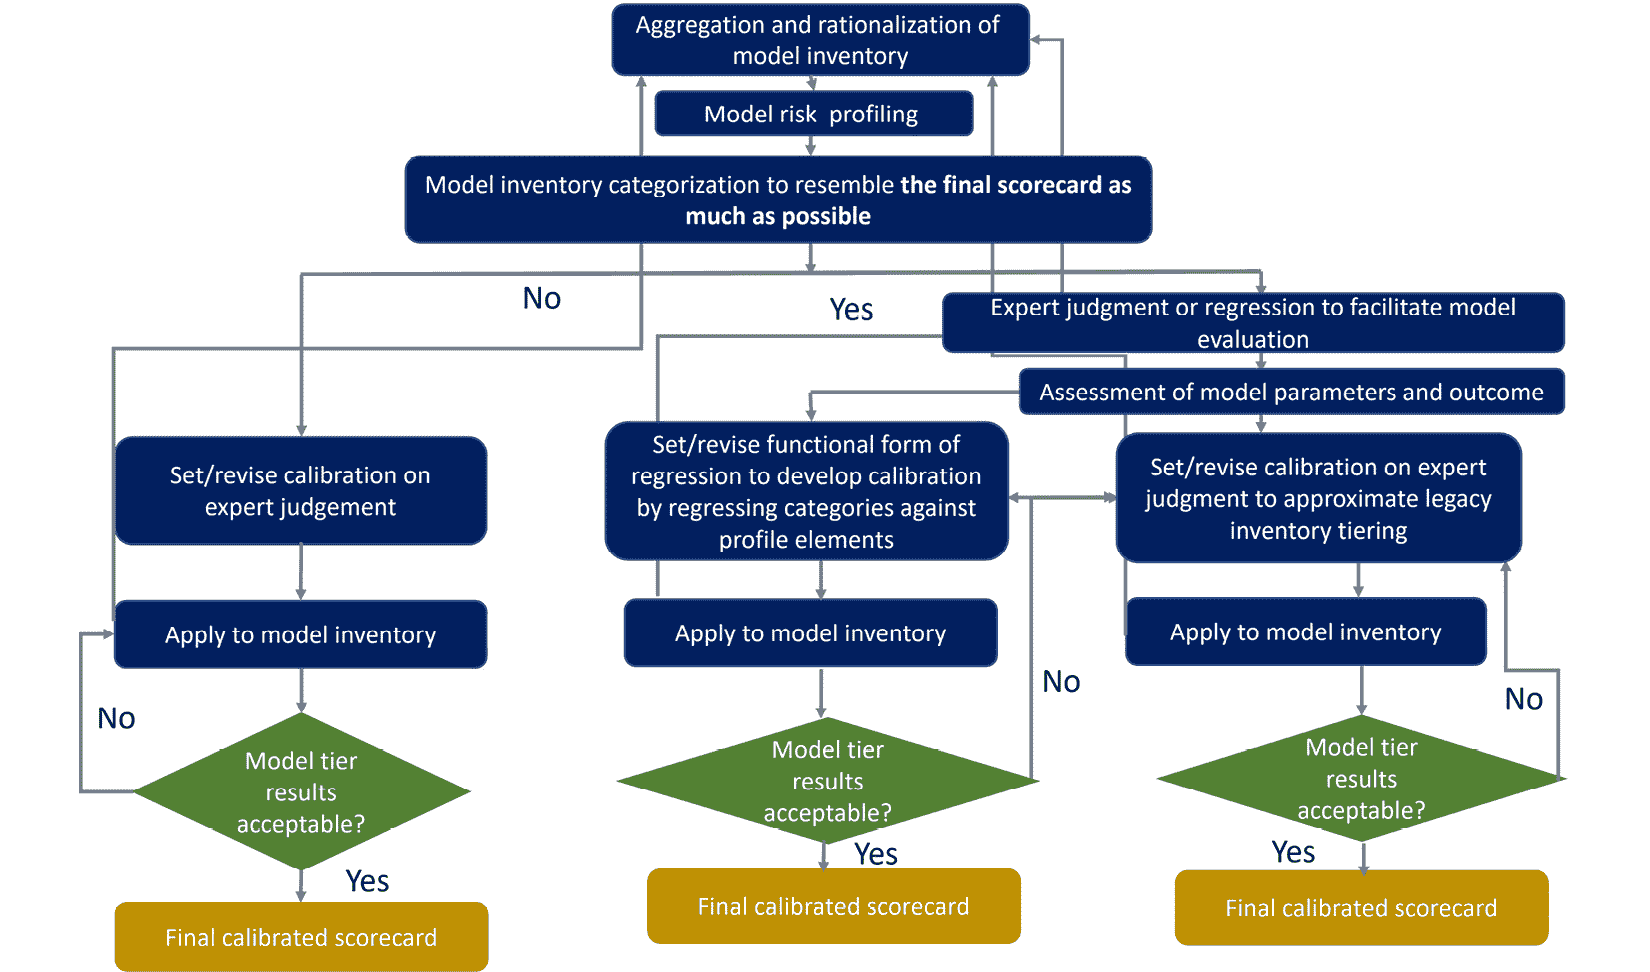 Aggregation and rationalization of
model inventory
Model risk profiling
Model inventory categorization to resemble the final scorecard as
much as possible
No
Yes
Expert judgment or regression to facilitate model
evaluation
Assessment of model parameters and outcome
Set/revise calibration on
expert judgement
Set/revise functional form of
regression to develop calibration
by regressing categories against
profile elements
Set/revise calibration on expert
judgment to approximate legacy
inventory tiering
Apply to model inventory
Apply to model inventory
Apply to model inventory
No
No
No
Model tier
results
acceptable?
Model tier
results
acceptable?
Model tier
results
acceptable?
Yes
Yes
Yes
Final calibrated scorecard
Final calibrated scorecard
Final calibrated scorecard